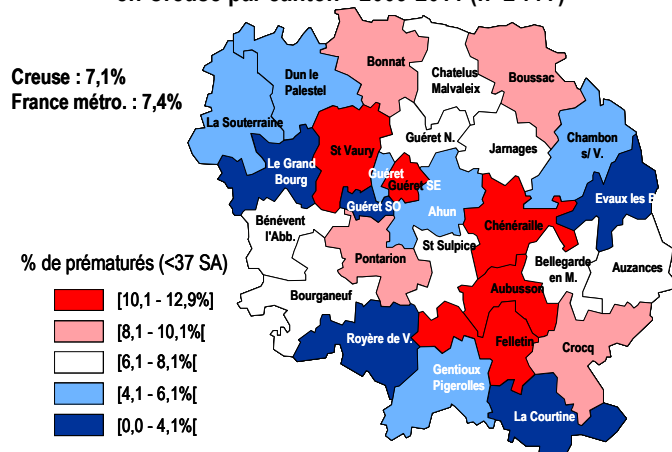 Creuse : 7,1%
France métro. : 7,4%
Bonnat
Chatelus
Malvaleix
Boussac
Dun le
Palestel
La Souterraine
Guéret N.
Jarnages
Chambon
s/ V.
St Vaury
Le Grand
Bourg
Guéret
Guéret SE
Guéret SO
Ahun
Evaux les B
Bénévent
l'Abb.
Chénéraille
St Sulpice
Pontarion
Bellegarde
en M.
Auzances
Bourganeuf
Aubusson
Royère de V.
Felletin
Crocq
Gentioux
Pigerolles
La Courtine
% de prématurés (<37 SA)
[10,1 - 12,9%]
[8,1 - 10,1%[
[6,1 - 8,1%[
[4,1 - 6,1%[
[0,0 - 4,1%[